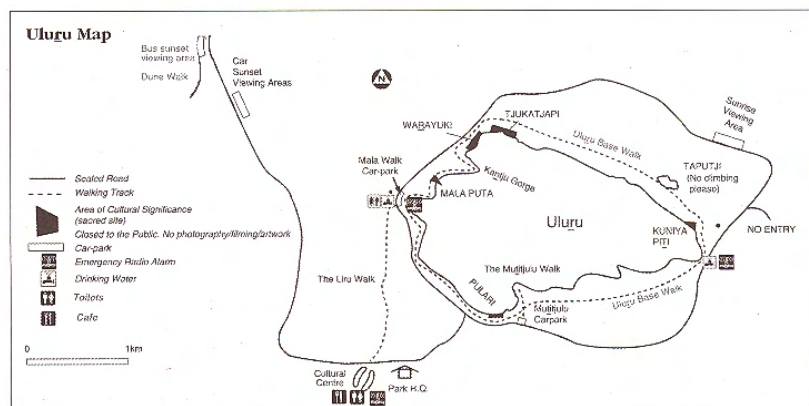 Uluṟu Map
Bus sunset
viewing area
Dune Walk
Car
Sunset
Viewing Areas
N
WARAYUKI
TJUKATJAPI
Sunrise
Viewing
Area
Uluṟu Base Walk
Mala Walk
Car-park
Kantju Gorge
MALA PUTA
TAPUTJI
(No climbing
please)
Uluṟu
KUNIYA
PITI
NO ENTRY
Sealed Road
Walking Track
Area of Cultural Significance
(sacred site)
Closed to the Public. No photography/filming/artwork
Car-park
Emergency Radio Alarm
Drinking Water
Toilets
Cafe
The Liru Walk
The Mutitjulu Walk
PULARI
Uluṟu Base Walk
Mutitjulu
Carpark
0 1km
Cultural
Centre
Park H.Q.